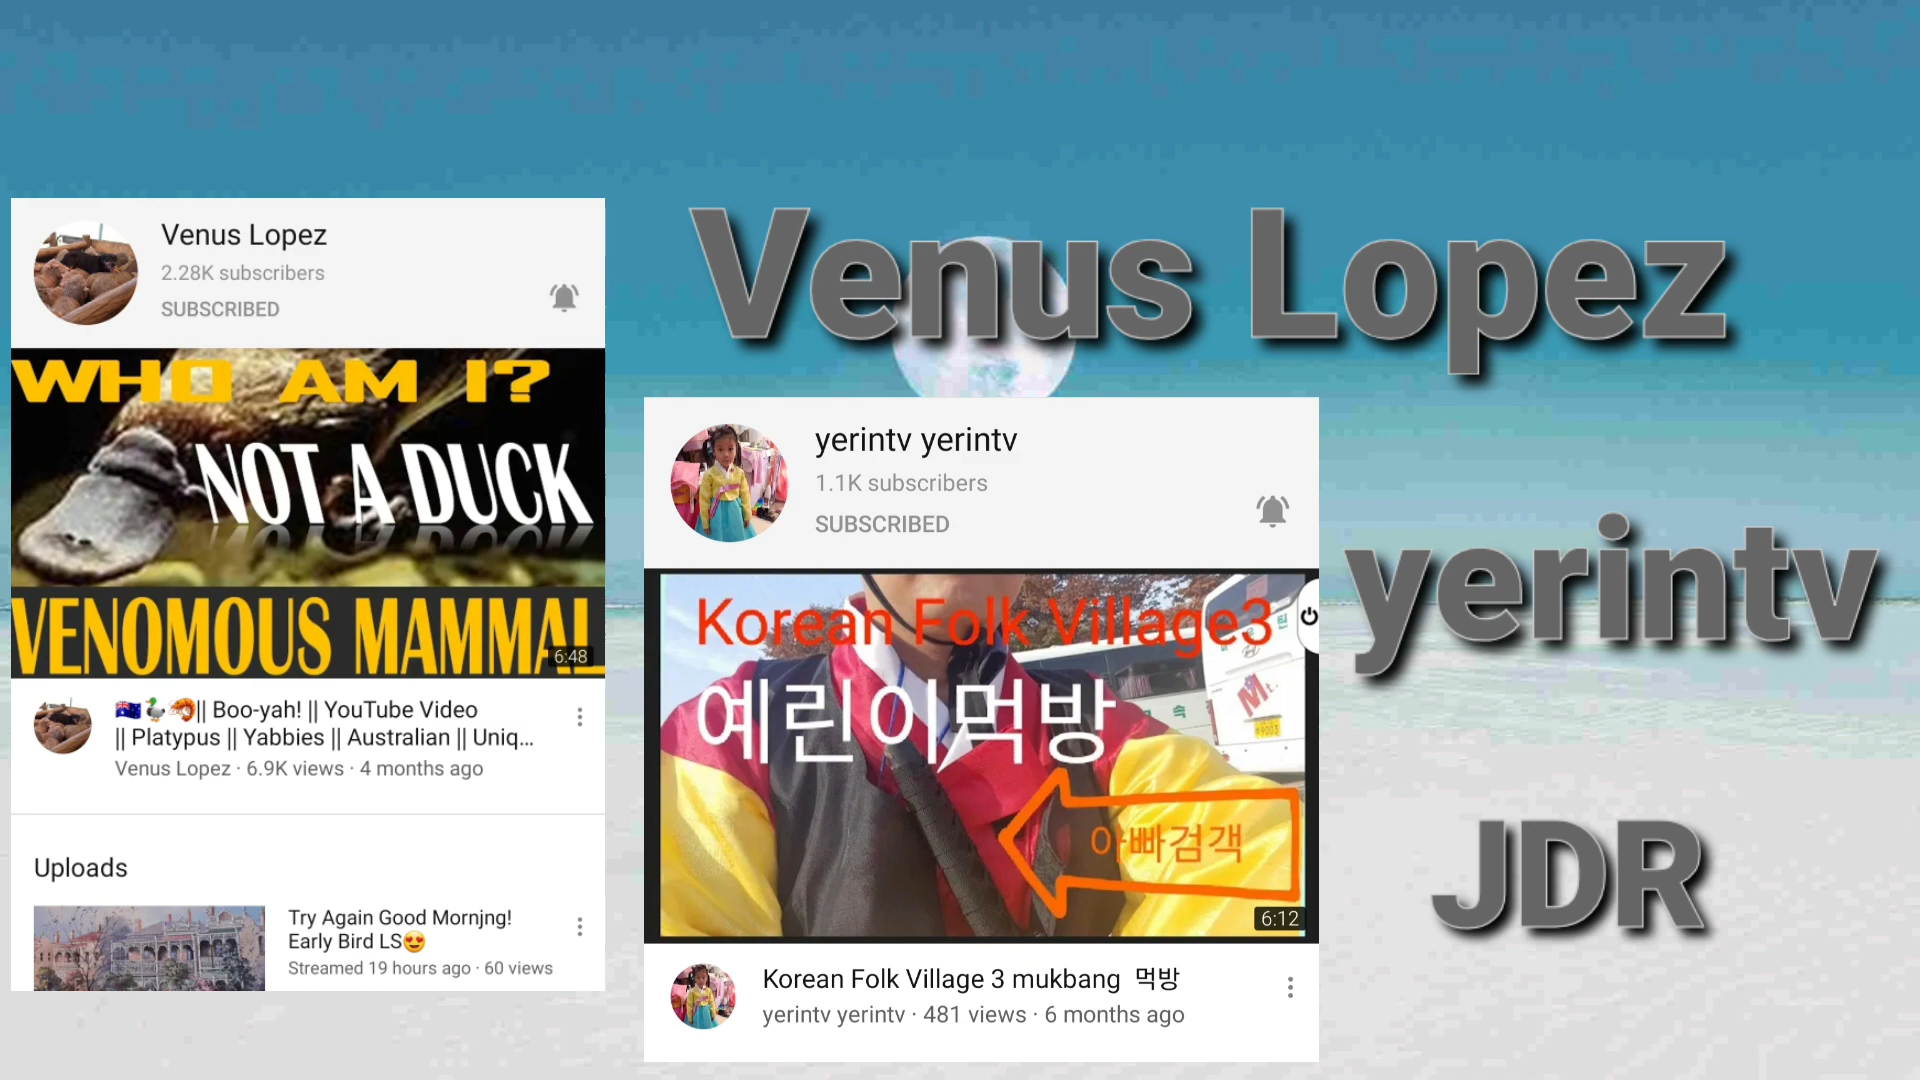 Venus Lopez
2.28K subscribers
SUBSCRIBED
WHO AM I?
NOT A DUCK
VENOMOUS MAMMAL
6:48
🇦🇺🦆🦐|| Boo-yah! || YouTube Video
|| Platypus || Yabbies || Australian || Uniq...
Venus Lopez · 6.9K views · 4 months ago
Uploads
Try Again Good Mornjng!
Early Bird LS😍
Streamed 19 hours ago · 60 views
Venus Lopez
yerintv yerintv
1.1K subscribers
SUBSCRIBED
Korean Folk Village3
예린이먹방
아빠검객
6:12
Korean Folk Village 3 mukbang 먹방
yerintv yerintv · 481 views · 6 months ago
yerintv
JDR